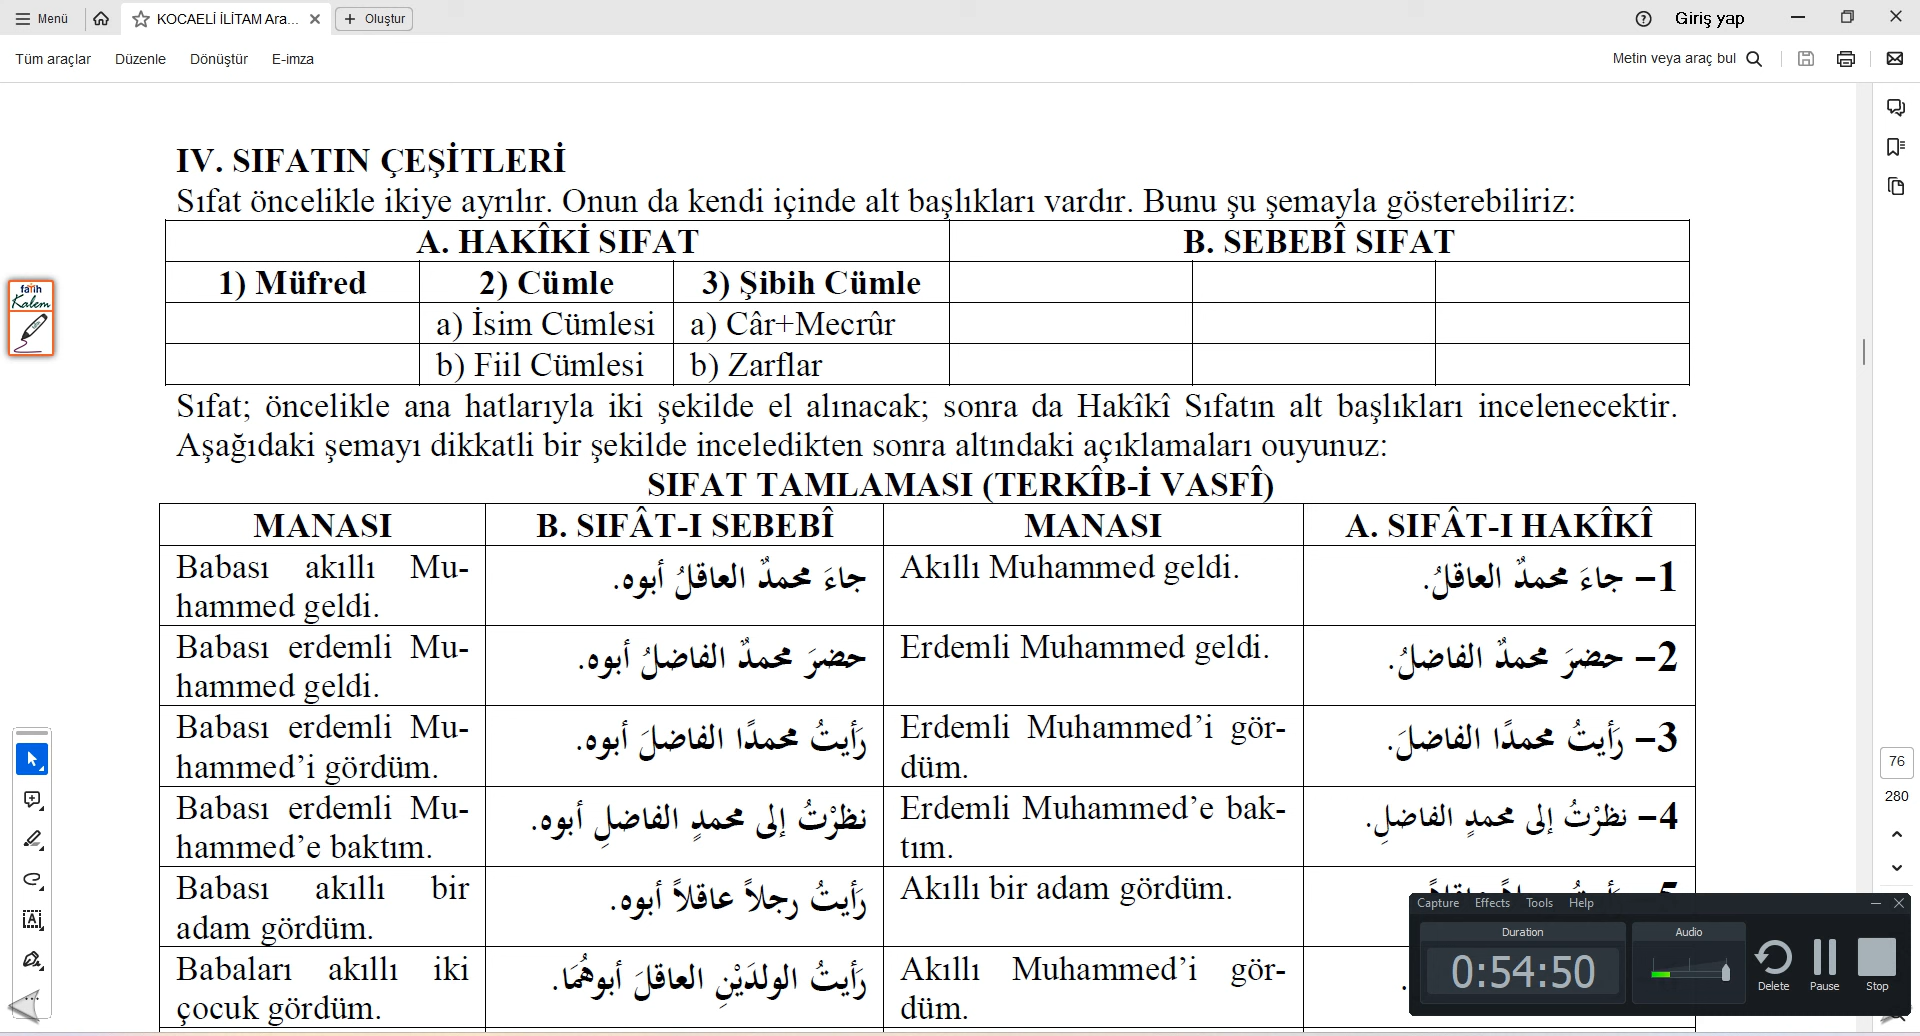 Menü
KOCAELİ İLİTAM Ara...
Oluştur
Giriş yap
Tüm araçlar
Düzenle
Dönüştür
E-imza
Metin veya araç bul
IV. SIFATIN ÇEŞİTLERİ
Sıfat öncelikle ikiye ayrılır. Onun da kendi içinde alt başlıkları vardır. Bunu şu şemayla gösterebiliriz:
A. HAKÎKİ SIFAT
B. SEBEBÎ SIFAT
1) Müfred
2) Cümle
3) Şibih Cümle
a) İsim Cümlesi
a) Câr+Mecrûr
b) Fiil Cümlesi
b) Zarflar
Sıfat; öncelikle ana hatlarıyla iki şekilde el alınacak; sonra da Hakîkî Sıfatın alt başlıkları incelenecektir.
Aşağıdaki şemayı dikkatli bir şekilde inceledikten sonra altındaki açıklamaları ouyunuz:
SIFAT TAMLAMASI (TERKÎB-İ VASFÎ)
MANASI
B. SIFÂT-I SEBEBÎ
MANASI
A. SIFÂT-I HAKÎKÎ
Babası akıllı Mu-
hammed geldi.
جاءَ محمدٌ العاقلُ أبوه.
Akıllı Muhammed geldi.
1– جاءَ محمدٌ العاقلُ.
Babası erdemli Mu-
hammed geldi.
حضرَ محمدٌ الفاضلُ أبوه.
Erdemli Muhammed geldi.
2– حضرَ محمدٌ الفاضلُ.
Babası erdemli Mu-
hammed’i gördüm.
رَأيتُ محمدًا الفاضلَ أبوه.
Erdemli Muhammed’i gör-
düm.
3– رَأيتُ محمدًا الفاضلَ.
Babası erdemli Mu-
hammed’e baktım.
نظرْتُ إلى محمدٍ الفاضلِ أبوه.
Erdemli Muhammed’e bak-
tım.
4– نظرْتُ إلى محمدٍ الفاضلِ.
Babası akıllı bir
adam gördüm.
رَأيتُ رجلاً عاقلاً أبوه.
Akıllı bir adam gördüm.
Babaları akıllı iki
çocuk gördüm.
رَأيتُ الولدَيْنِ العاقلَ أبوهُمَا.
Akıllı Muhammed’i gör-
düm.
fatih
Kalem
76
280
Capture
Effects
Tools
Help
Duration
0:54:50
Audio
Delete
Pause
Stop